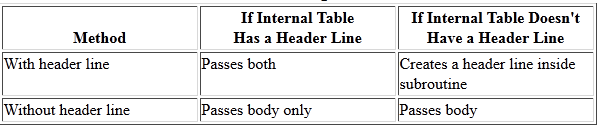 If Internal Table If Internal Table Doesn't
Method Has a Header Line Have a Header Line
With header line Passes both Creates a header line inside
subroutine
Without header line Passes body only Passes body